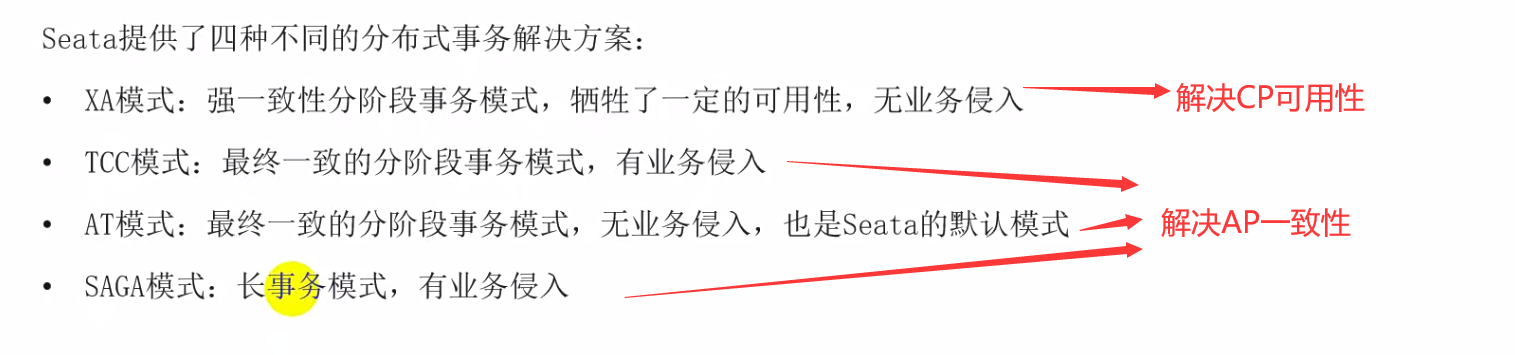 Seata提供了四种不同的分布式事务解决方案：
• XA模式：强一致性分阶段事务模式，牺牲了一定的可用性，无业务侵入
解决CP可用性
• TCC模式：最终一致的分阶段事务模式，有业务侵入
• AT模式：最终一致的分阶段事务模式，无业务侵入，也是Seata的默认模式
解决AP一致性
• SAGA模式：长事务模式，有业务侵入